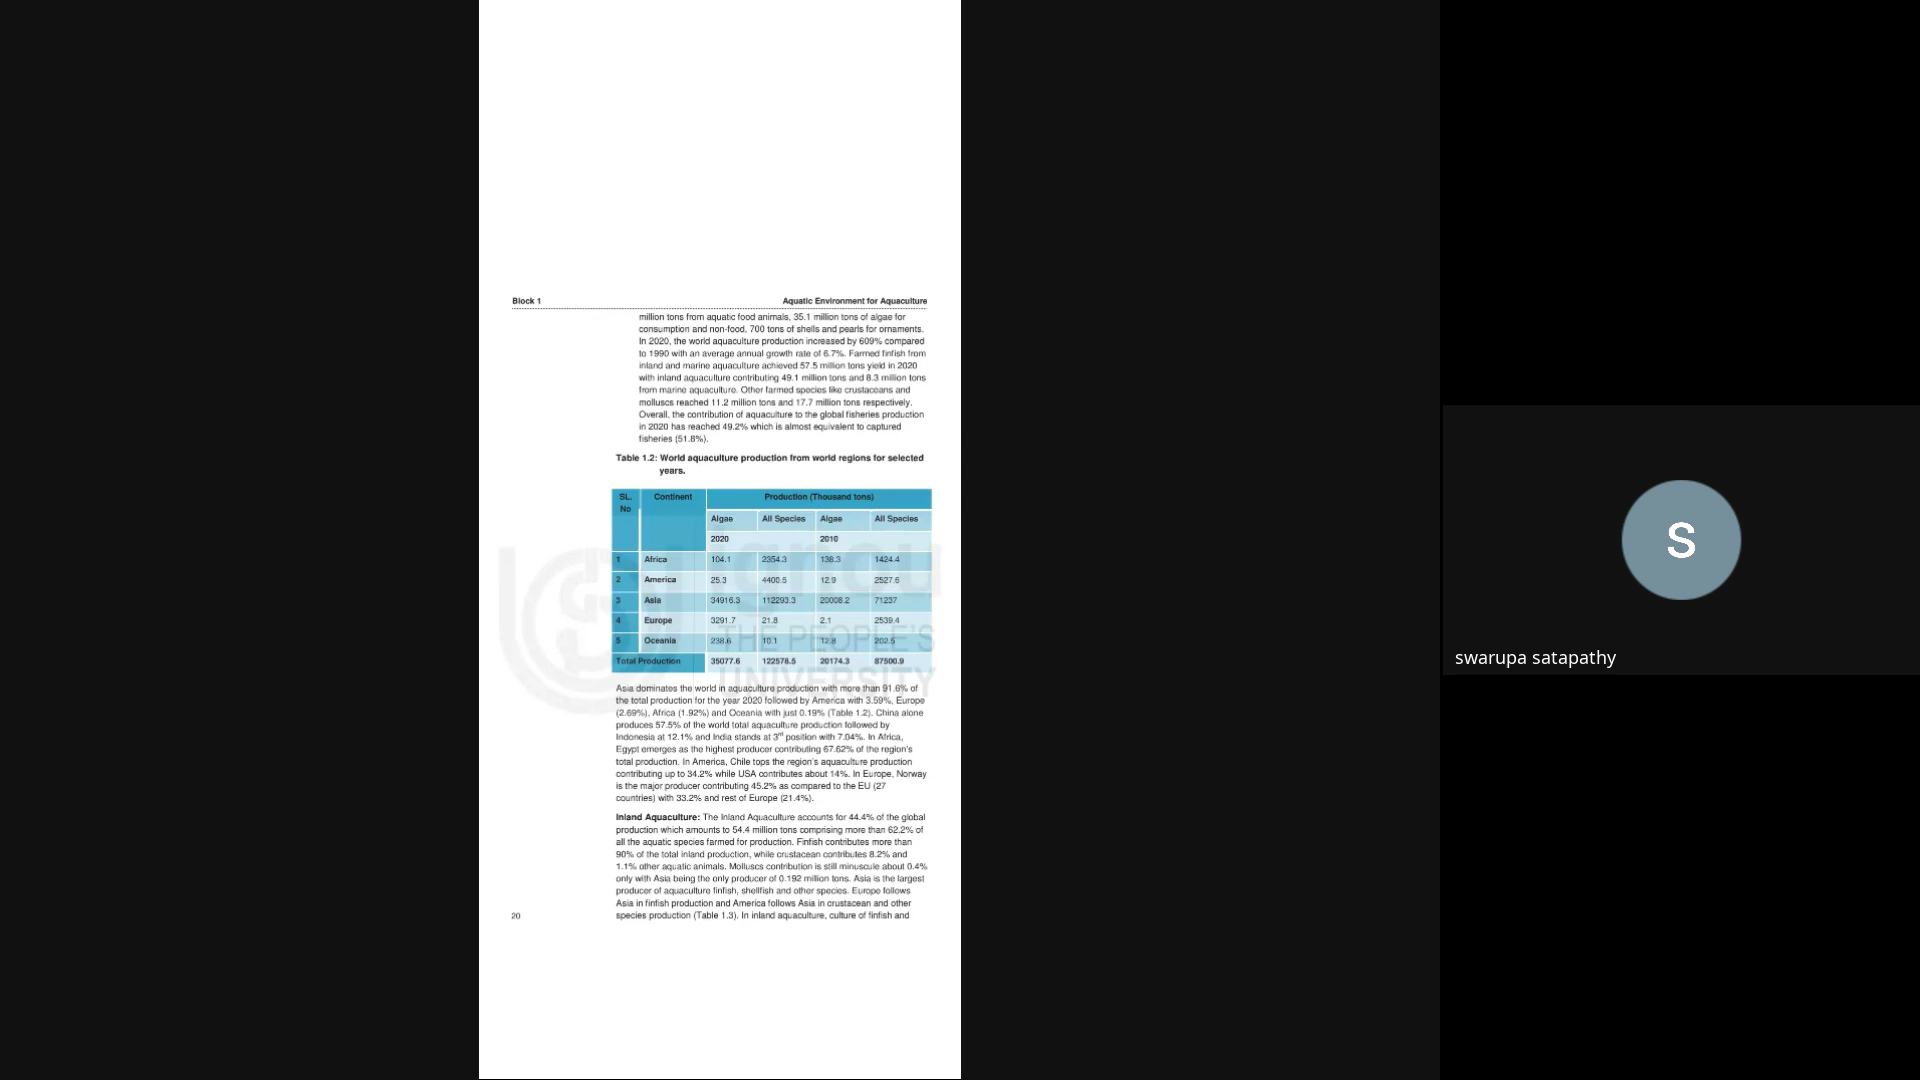 Block 1 Aquatic Environment for Aquaculture
million tons from aquatic food animals, 35.1 million tons of algae for
consumption and non-food, 700 tons of shells and pearls for ornaments.
In 2020, the world aquaculture production increased by 609% compared
to 1990 with an average annual growth rate of 6.7%. Farmed finfish from
inland and marine aquaculture achieved 57.5 million tons yield in 2020
with inland aquaculture contributing 49.1 million tons and 8.3 million tons
from marine aquaculture. Other farmed species like crustaceans and
molluscs reached 11.2 million tons and 17.7 million tons respectively.
Overall, the contribution of aquaculture to the global fisheries production
in 2020 has reached 49.2% which is almost equivalent to captured
fisheries (51.8%).
Table 1.2: World aquaculture production from world regions for selected
years.
SL. Continent Production (Thousand tons)
No
Algae All Species Algae All Species
2020 2010
1 Africa 104.1 2354.3 138.3 1424.4
2 America 25.3 4400.5 12.9 2527.6
3 Asia 34916.3 112293.3 20008.2 71237
4 Europe 3291.7 21.8 2.1 2539.4
5 Oceania 238.6 10.1 12.8 202.5
Total Production 35077.6 122578.5 20174.3 87500.9
ignou
THE PEOPLE'S
UNIVERSITY
Asia dominates the world in aquaculture production with more than 91.6% of
the total production for the year 2020 followed by America with 3.59%, Europe
(2.69%), Africa (1.92%) and Oceania with just 0.19% (Table 1.2). China alone
produces 57.5% of the world total aquaculture production followed by
Indonesia at 12.1% and India stands at 3rd position with 7.04%. In Africa,
Egypt emerges as the highest producer contributing 67.62% of the region's
total production. In America, Chile tops the region's aquaculture production
contributing up to 34.2% while USA contributes about 14%. In Europe, Norway
is the major producer contributing 45.2% as compared to the EU (27
countries) with 33.2% and rest of Europe (21.4%).
Inland Aquaculture: The Inland Aquaculture accounts for 44.4% of the global
production which amounts to 54.4 million tons comprising more than 62.2% of
all the aquatic species farmed for production. Finfish contributes more than
90% of the total inland production, while crustacean contributes 8.2% and
1.1% other aquatic animals. Molluscs contribution is still minuscule about 0.4%
only with Asia being the only producer of 0.192 million tons. Asia is the largest
producer of aquaculture finfish, shellfish and other species. Europe follows
Asia in finfish production and America follows Asia in crustacean and other
species production (Table 1.3). In inland aquaculture, culture of finfish and
20
S
swarupa satapathy